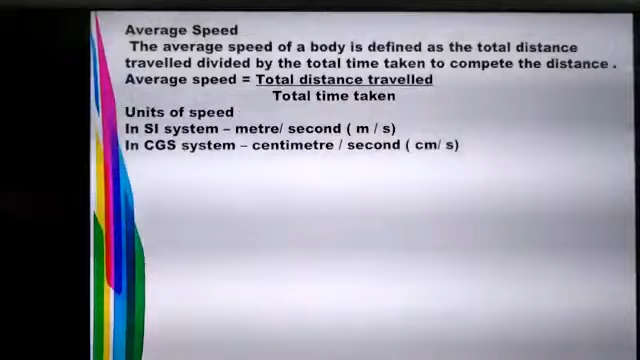 Average Speed
The average speed of a body is defined as the total distance
travelled divided by the total time taken to compete the distance .
Average speed = Total distance travelled
Total time taken
Units of speed
In SI system – metre/ second ( m / s)
In CGS system – centimetre / second ( cm/ s)